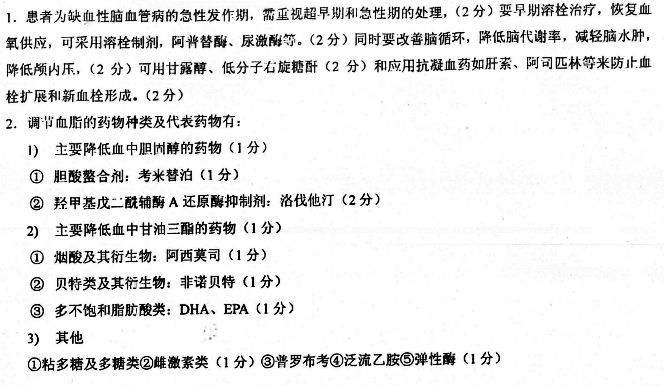 1．患者为缺血性脑血管病的急性发作期，需重视超早期和急性期的处理，（2 分）要早期溶栓治疗，恢复血
氧供应，可采用溶栓制剂，阿普替酶、尿激酶等。（2 分）同时要改善脑循环，降低脑代谢率，减轻脑水肿，
降低颅内压，（2 分）可用甘露醇、低分子右旋糖酐（2 分）和应用抗凝血药如肝素、阿司匹林等来防止血
栓扩展和新血栓形成。（2 分）
2．调节血脂的药物种类及代表药物有：
1) 主要降低血中胆固醇的药物（1 分）
① 胆酸螯合剂：考来替泊（1 分）
② 羟甲基戊二酰辅酶 A 还原酶抑制剂：洛伐他汀（2 分）
2) 主要降低血中甘油三酯的药物（1 分）
① 烟酸及其衍生物：阿西莫司（1 分）
② 贝特类及其衍生物：非诺贝特（1 分）
③ 多不饱和脂肪酸类：DHA、EPA（1 分）
3) 其他
①粘多糖及多糖类②雌激素类（1 分）③普罗布考④泛流乙胺⑤弹性酶（1 分）